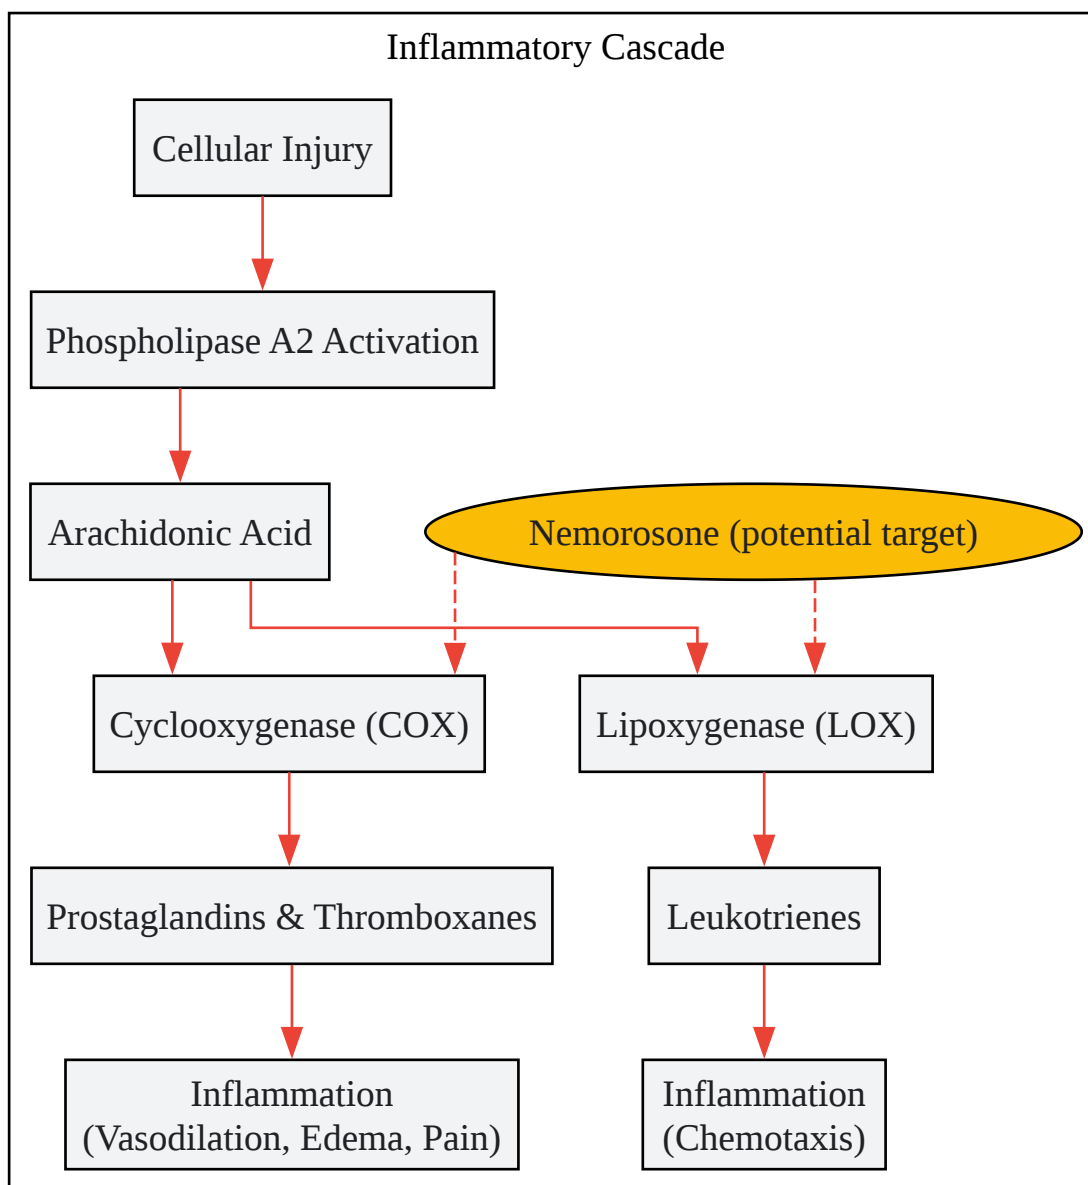 Inflammatory Cascade
Cellular Injury
Phospholipase A2 Activation
Arachidonic Acid
Nemorosone (potential target)
Cyclooxygenase (COX)
Lipoxygenase (LOX)
Prostaglandins & Thromboxanes
Leukotrienes
Inflammation
(Vasodilation, Edema, Pain)
Inflammation
(Chemotaxis)